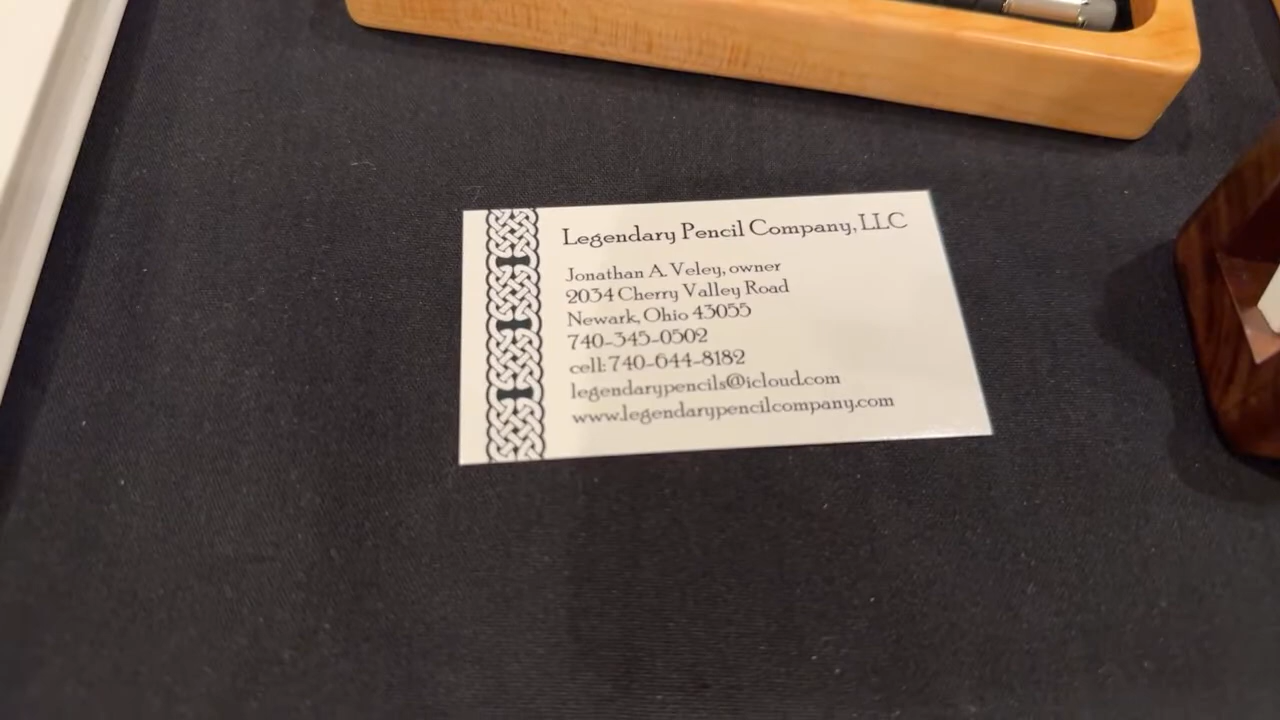 Legendary Pencil Company, LLC
Jonathan A. Veley, owner
2034 Cherry Valley Road
Newark, Ohio 43055
740-345-0502
cell: 740-644-8182
legendarypencils@icloud.com
www.legendarypencilcompany.com